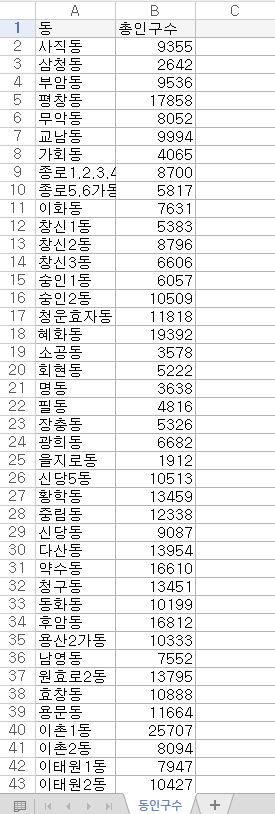 A B C
1 동 총인구수
2 사직동 9355
3 삼청동 2642
4 부암동 9536
5 평창동 17858
6 무악동 8052
7 교남동 9994
8 가회동 4065
9 종로1,2,3,4 8700
10 종로5,6가동 5817
11 이화동 7631
12 창신1동 5383
13 창신2동 8796
14 창신3동 6606
15 숭인1동 6057
16 숭인2동 10509
17 청운효자동 11818
18 혜화동 19392
19 소공동 3578
20 회현동 5222
21 명동 3638
22 필동 4816
23 장충동 5326
24 광희동 6682
25 을지로동 1912
26 신당5동 10513
27 황학동 13459
28 중림동 12338
29 신당동 9087
30 다산동 13954
31 약수동 16610
32 청구동 13451
33 동화동 10199
34 후암동 16812
35 용산2가동 10333
36 남영동 7552
37 원효로2동 13795
38 효창동 10888
39 용문동 11664
40 이촌1동 25707
41 이촌2동 8094
42 이태원1동 7947
43 이태원2동 10427
동인구수